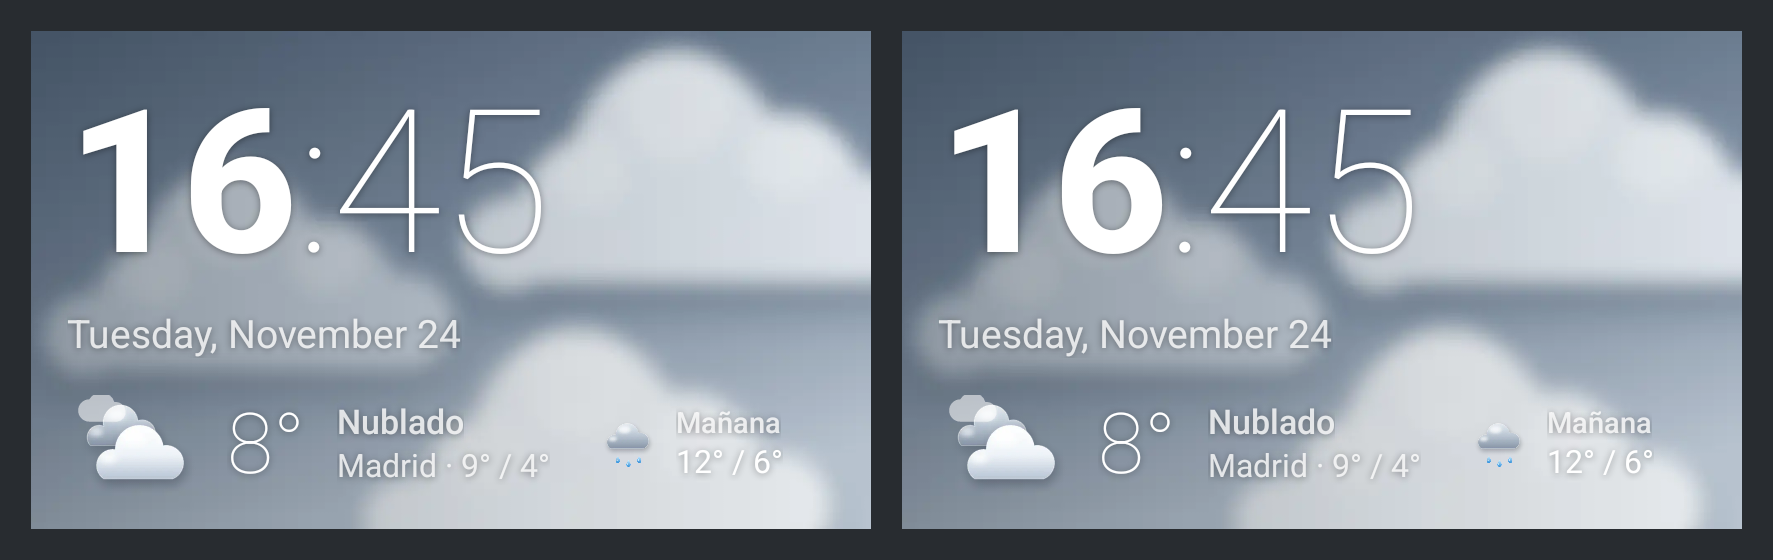 16:45
Tuesday, November 24
8° Nublado
Madrid · 9° / 4°
Mañana
12° / 6°
16:45
Tuesday, November 24
8° Nublado
Madrid · 9° / 4°
Mañana
12° / 6°